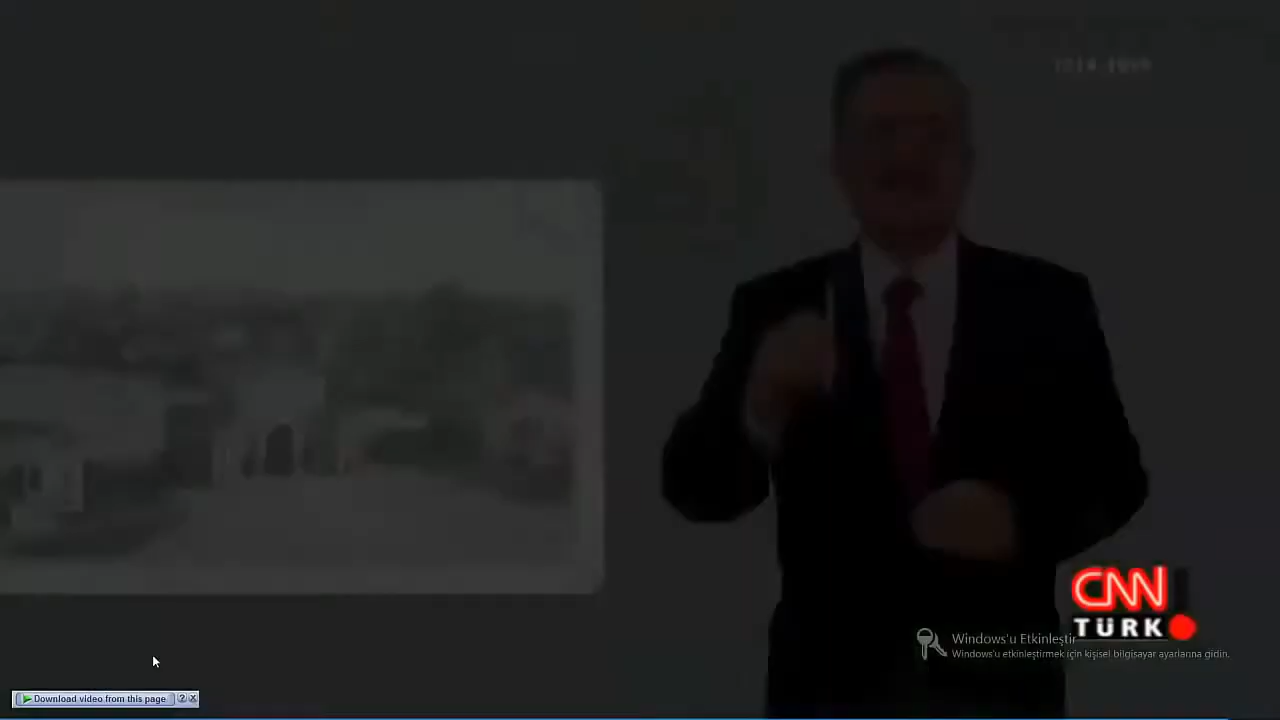 CNN
TÜRK
Windows'u Etkinleştir
Windows'u etkinleştirmek için kişisel bilgisayar ayarlarına gidin.
Download video from this page
? X